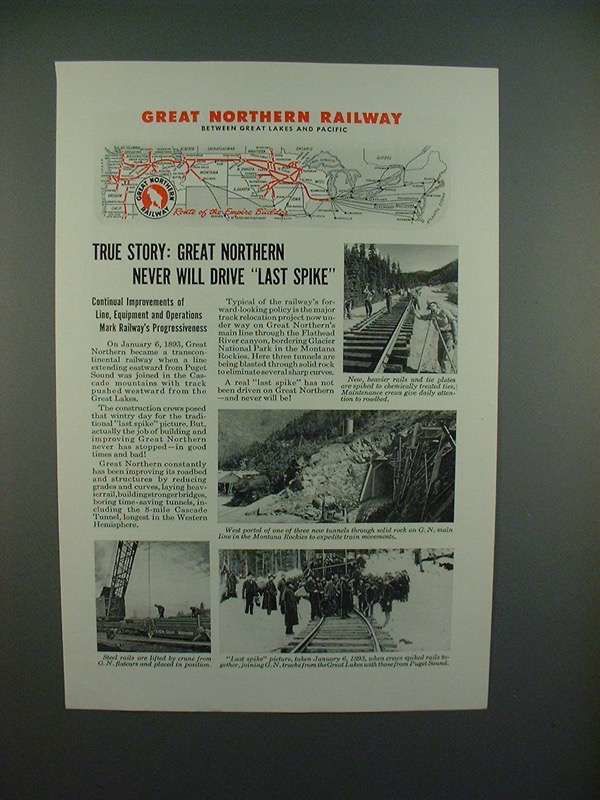 GREAT NORTHERN RAILWAY
BETWEEN GREAT LAKES AND PACIFIC
GREAT NORTHERN
RAILWAY
Route of the Empire Builder
MONTANA
TRUE STORY: GREAT NORTHERN
NEVER WILL DRIVE "LAST SPIKE"
Continual Improvements of
Line, Equipment and Operations
Mark Railway's Progressiveness
On January 6, 1893, Great
Northern became a transcon-
tinental railway when a line
extending eastward from Puget
Sound was joined in the Cas-
cade mountains with track
pushed westward from the
Great Lakes.
The construction crews posed
that wintry day for the tradi-
tional "last spike" picture. But,
actually the job of building and
improving Great Northern
never has stopped—in good
times and bad!
Great Northern constantly
has been improving its roadbed
and structures by reducing
grades and curves, laying heav-
ier rail, building stronger bridges,
boring time-saving tunnels, in-
cluding the 8-mile Cascade
Tunnel, longest in the Western
Hemisphere.
Typical of the railway's for-
ward-looking policy is the major
track relocation project now un-
der way on Great Northern's
main line through the Flathead
River canyon, bordering Glacier
National Park in the Montana
Rockies. Here three tunnels are
being blasted through solid rock
to eliminate several sharp curves.
A real "last spike" has not
been driven on Great Northern
—and never will be!
New, heavier rails and tie plates
are spiked to chemically treated ties.
Maintenance crews give daily atten-
tion to roadbed.
West portal of one of three new tunnels through solid rock on G. N. main
line in the Montana Rockies to expedite train movements.
Steel rails are lifted by crane from
G. N. flatcars and placed in position.
"Last spike" picture, taken January 6, 1893, when crews spiked rails to-
gether, joining G. N. tracks from the Great Lakes with those from Puget Sound.